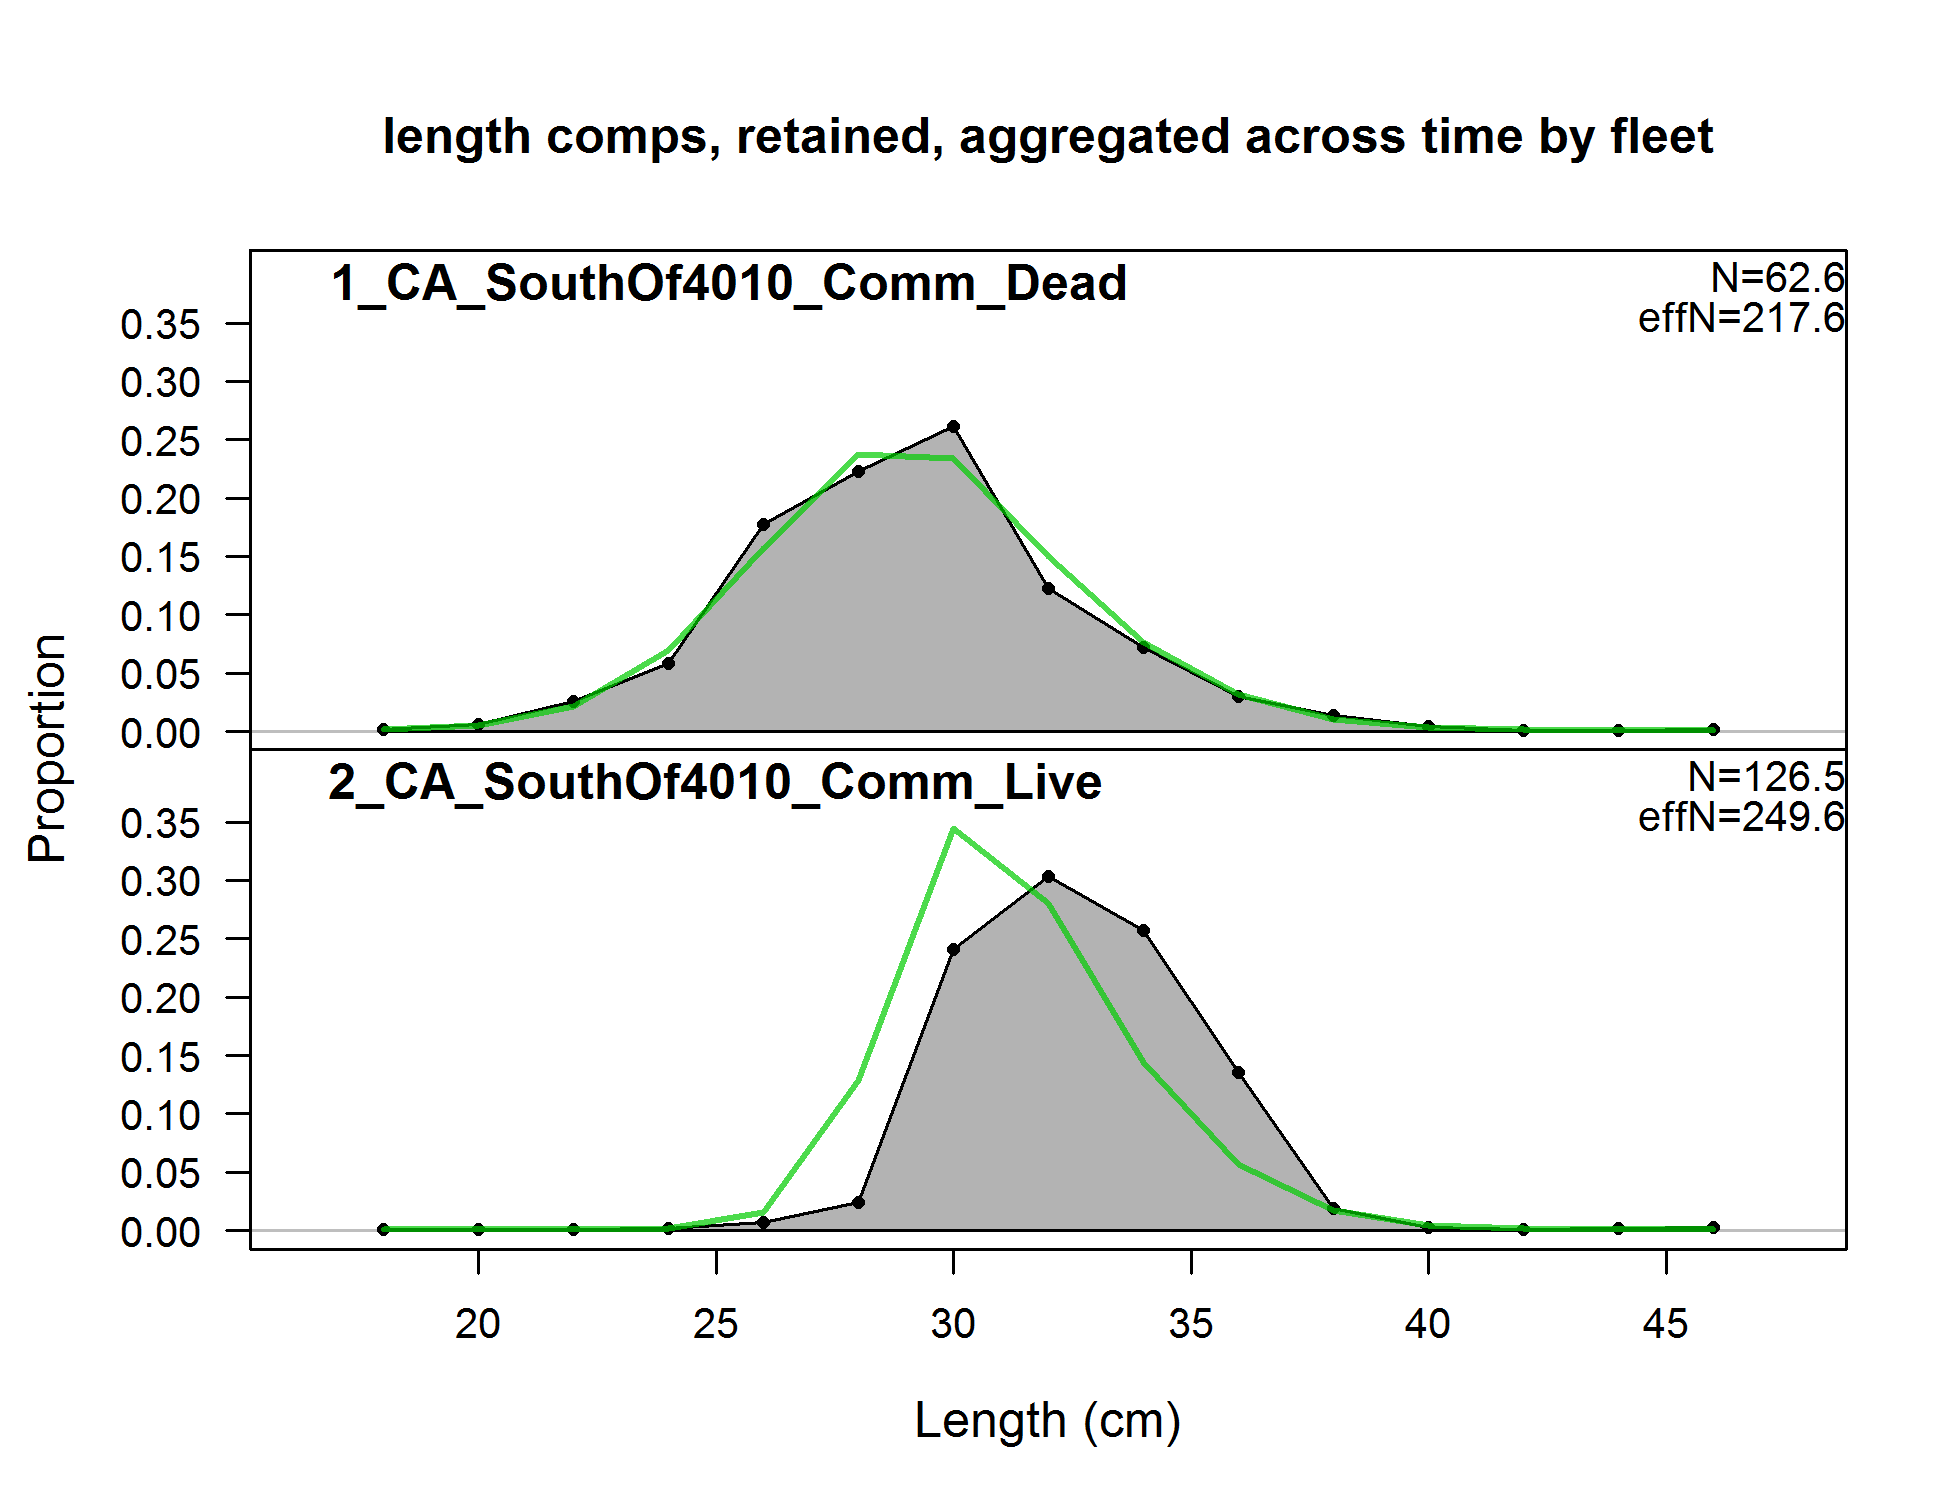 length comps, retained, aggregated across time by fleet
1_CA_SouthOf4010_Comm_Dead
N=62.6
effN=217.6
0.35
0.30
0.25
0.20
0.15
0.10
0.05
0.00
2_CA_SouthOf4010_Comm_Live
N=126.5
effN=249.6
0.35
0.30
0.25
0.20
0.15
0.10
0.05
0.00
Proportion
20 25 30 35 40 45
Length (cm)